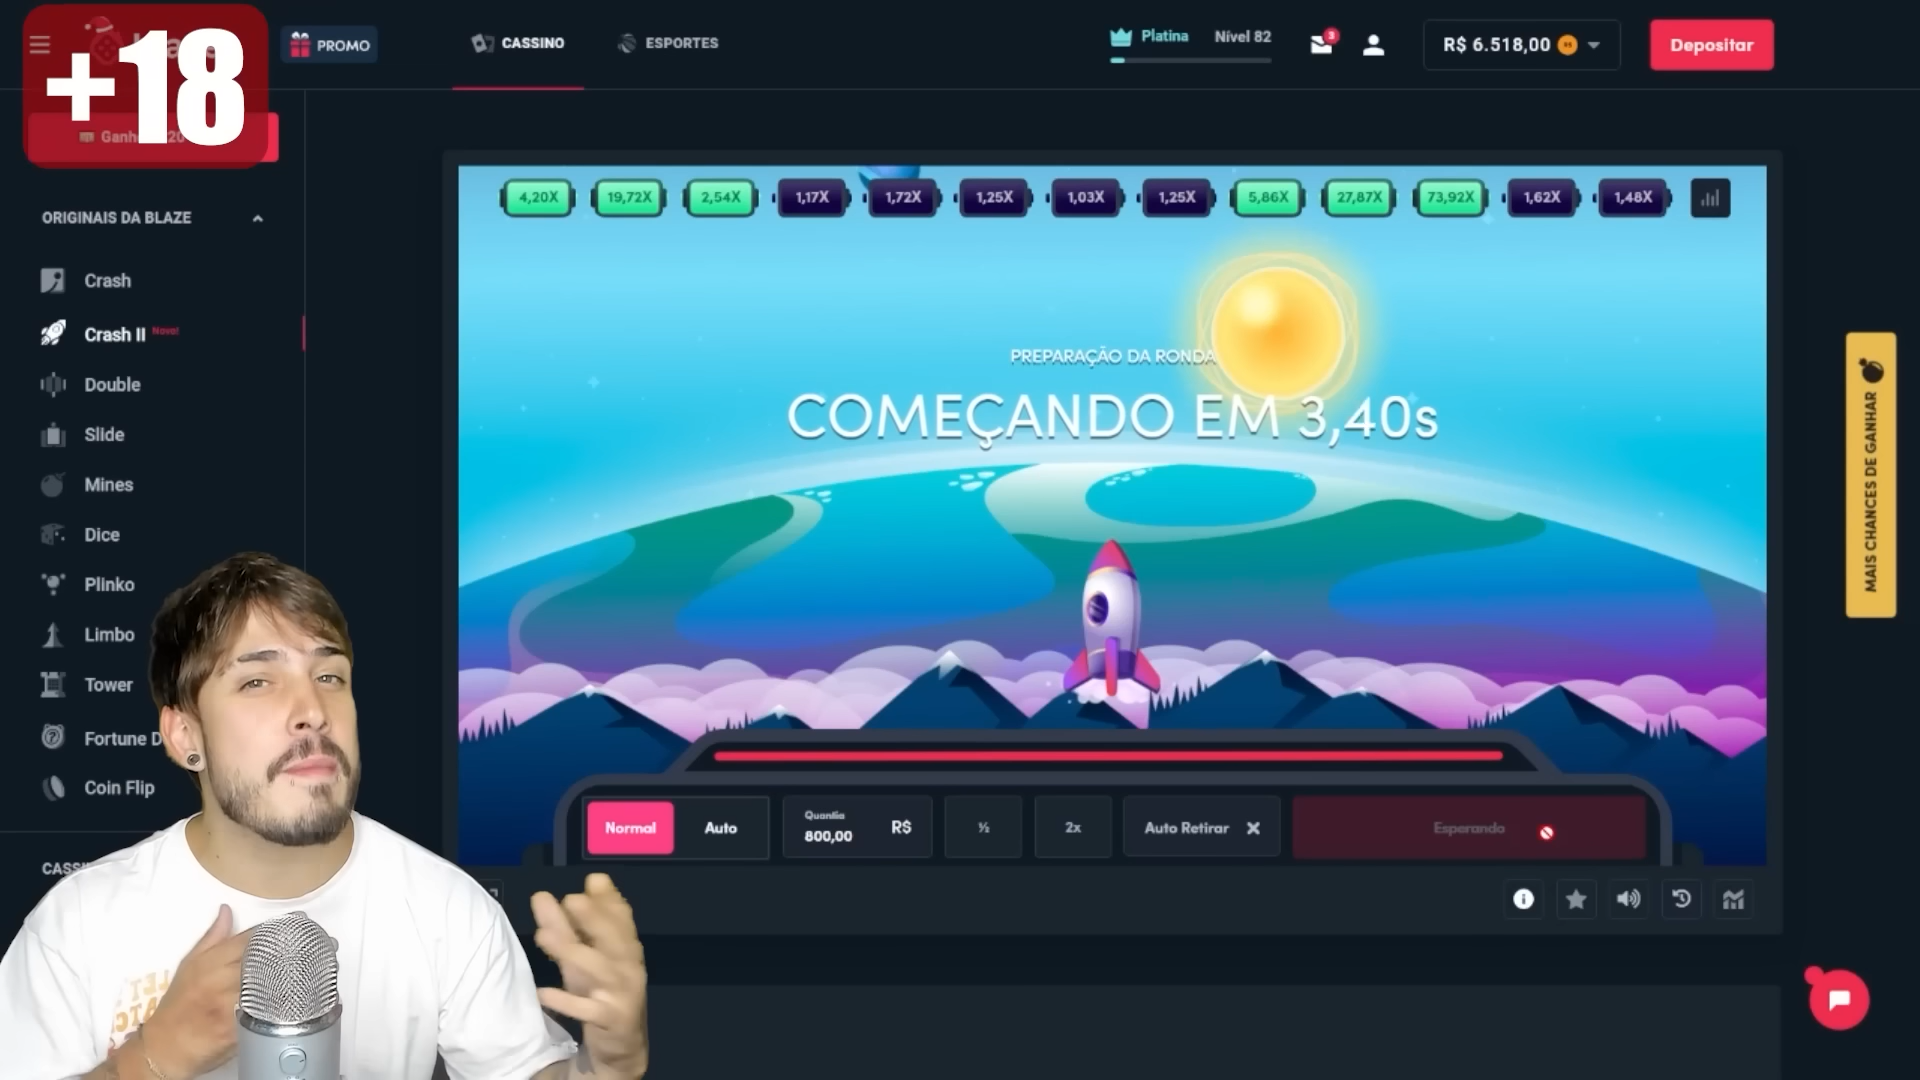 +18
PROMO
CASSINO
ESPORTES
Platina
Nível 82
3
R$ 6.518,00
Depositar
ORIGINAIS DA BLAZE
Crash
Crash II Novo!
Double
Slide
Mines
Dice
Plinko
Limbo
Tower
Fortune D
Coin Flip
4,20X
19,72X
2,54X
1,17X
1,72X
1,25X
1,03X
1,25X
5,86X
27,87X
73,92X
1,62X
1,48X
PREPARAÇÃO DA RONDA
COMEÇANDO EM 3,40s
Normal
Auto
Quantia
800,00
R$
½
2x
Auto Retirar
Esperando
MAIS CHANCES DE GANHAR